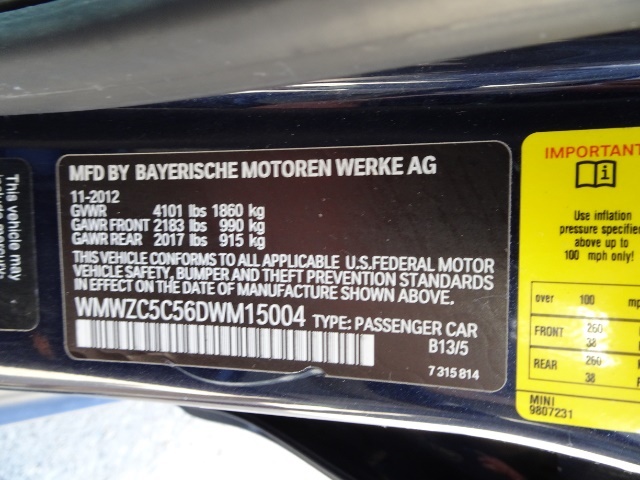 This vehicle may
MFD BY BAYERISCHE MOTOREN WERKE AG
11-2012
GVWR 4101 lbs 1860 kg
GAWR FRONT 2183 lbs 990 kg
GAWR REAR 2017 lbs 915 kg
THIS VEHICLE CONFORMS TO ALL APPLICABLE U.S.FEDERAL MOTOR
VEHICLE SAFETY, BUMPER AND THEFT PREVENTION STANDARDS
IN EFFECT ON THE DATE OF MANUFACTURE SHOWN ABOVE.
WMWZC5C56DWM15004 TYPE: PASSENGER CAR
B13/5
7 315 814
IMPORTANT
Use inflation
pressure specified
above up to
100 mph only!
over 100 mph
FRONT 260
38
REAR 260
38
MINI
9807231